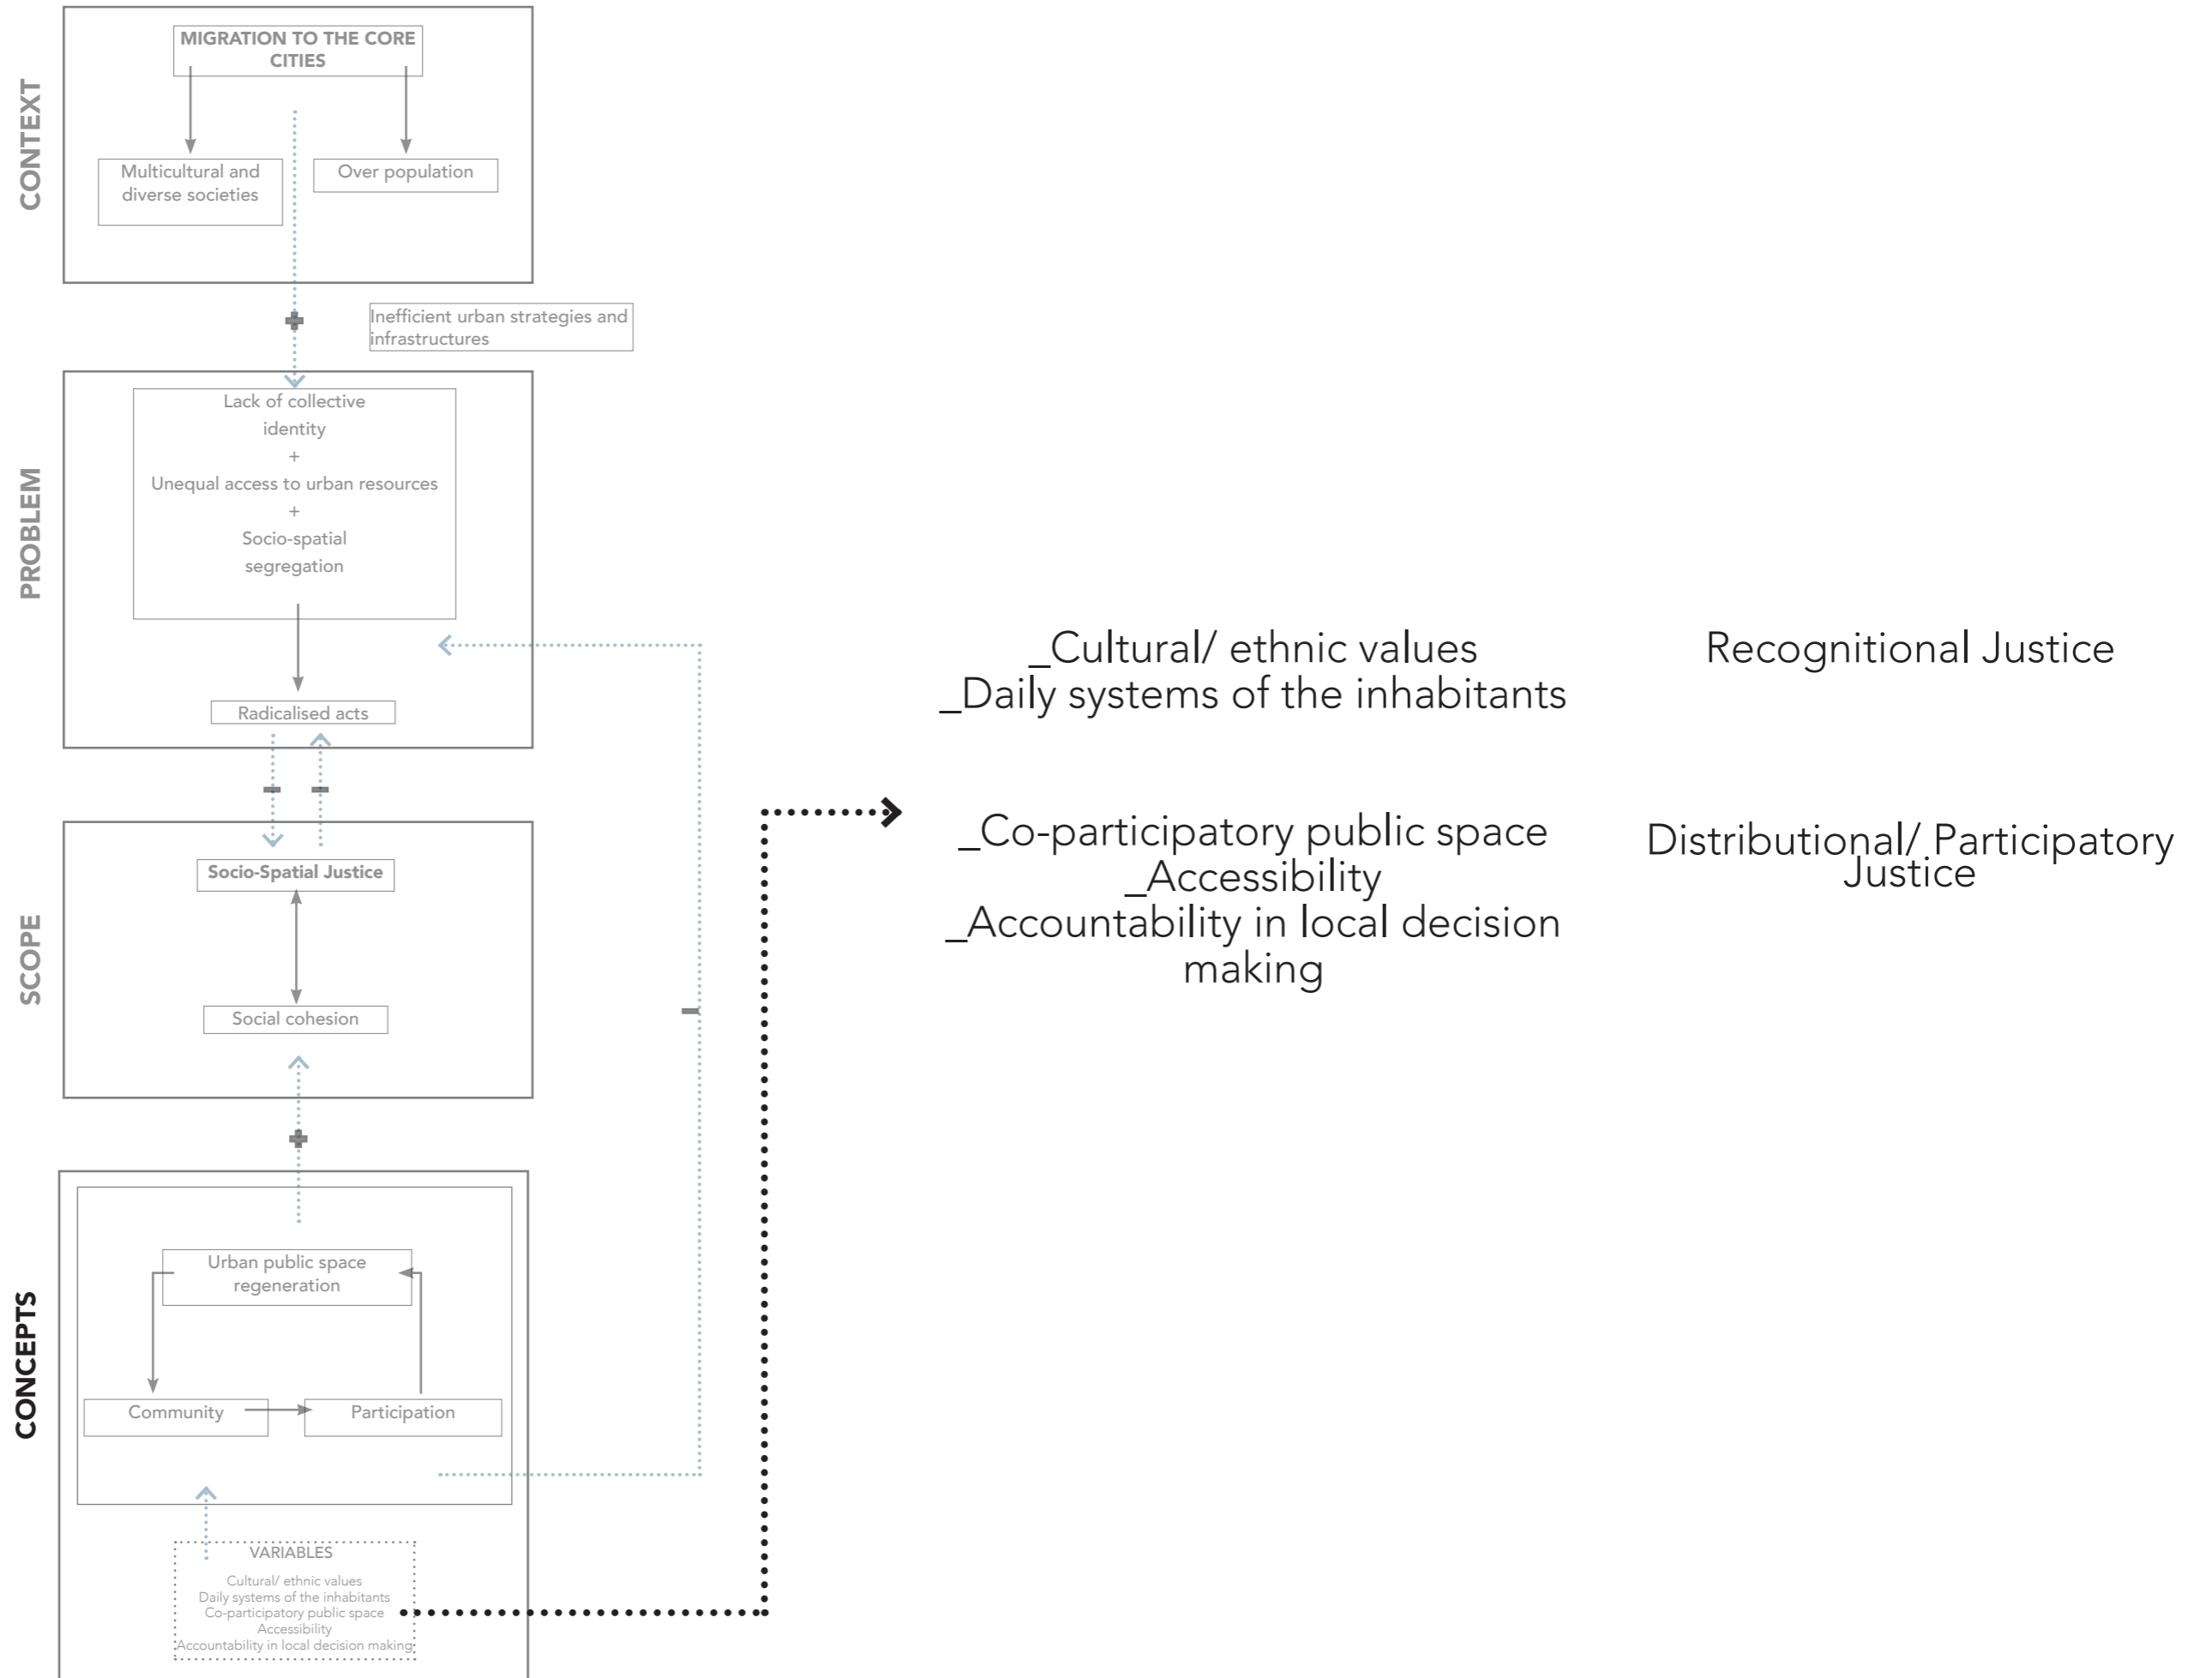 CONTEXT
MIGRATION TO THE CORE
CITIES
Multicultural and
diverse societies
Over population
Inefficient urban strategies and
infrastructures
PROBLEM
Lack of collective
identity
+
Unequal access to urban resources
+
Socio-spatial
segregation
Radicalised acts
SCOPE
Socio-Spatial Justice
Social cohesion
CONCEPTS
Urban public space
regeneration
Community
Participation
VARIABLES
Cultural/ ethnic values
Daily systems of the inhabitants
Co-participatory public space
Accessibility
Accountability in local decision making
_Cultural/ ethnic values
_Daily systems of the inhabitants
Recognitional Justice
_Co-participatory public space
_Accessibility
_Accountability in local decision
making
Distributional/ Participatory
Justice